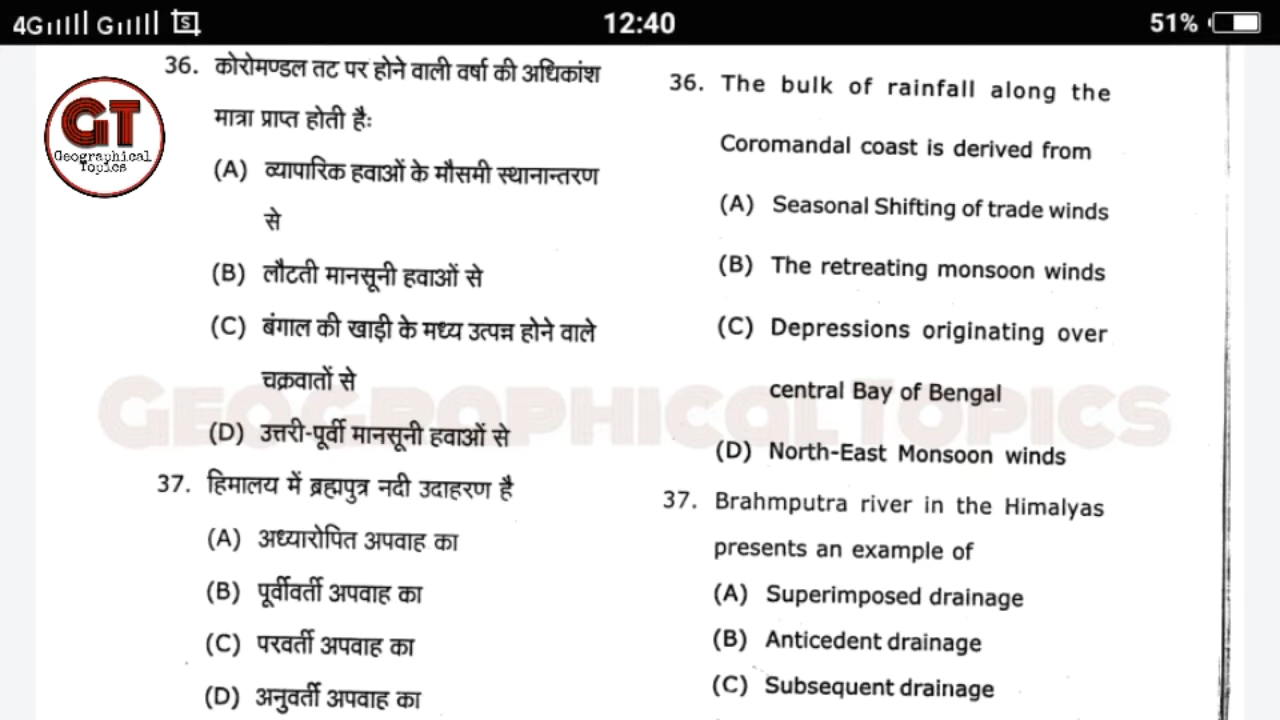 4G G S 12:40 51%
GT
Geographical
Topics
36. कोरोमण्डल तट पर होने वाली वर्षा की अधिकांश
मात्रा प्राप्त होती हैः
(A) व्यापारिक हवाओं के मौसमी स्थानान्तरण
से
(B) लौटती मानसूनी हवाओं से
(C) बंगाल की खाड़ी के मध्य उत्पन्न होने वाले
चक्रवातों से
(D) उत्तरी-पूर्वी मानसूनी हवाओं से
37. हिमालय में ब्रह्मपुत्र नदी उदाहरण है
(A) अध्यारोपित अपवाह का
(B) पूर्वीवर्ती अपवाह का
(C) परवर्ती अपवाह का
(D) अनुवर्ती अपवाह का
36. The bulk of rainfall along the
Coromandal coast is derived from
(A) Seasonal Shifting of trade winds
(B) The retreating monsoon winds
(C) Depressions originating over
central Bay of Bengal
(D) North-East Monsoon winds
37. Brahmputra river in the Himalyas
presents an example of
(A) Superimposed drainage
(B) Anticedent drainage
(C) Subsequent drainage
GEOGRAPHICAL TOPICS